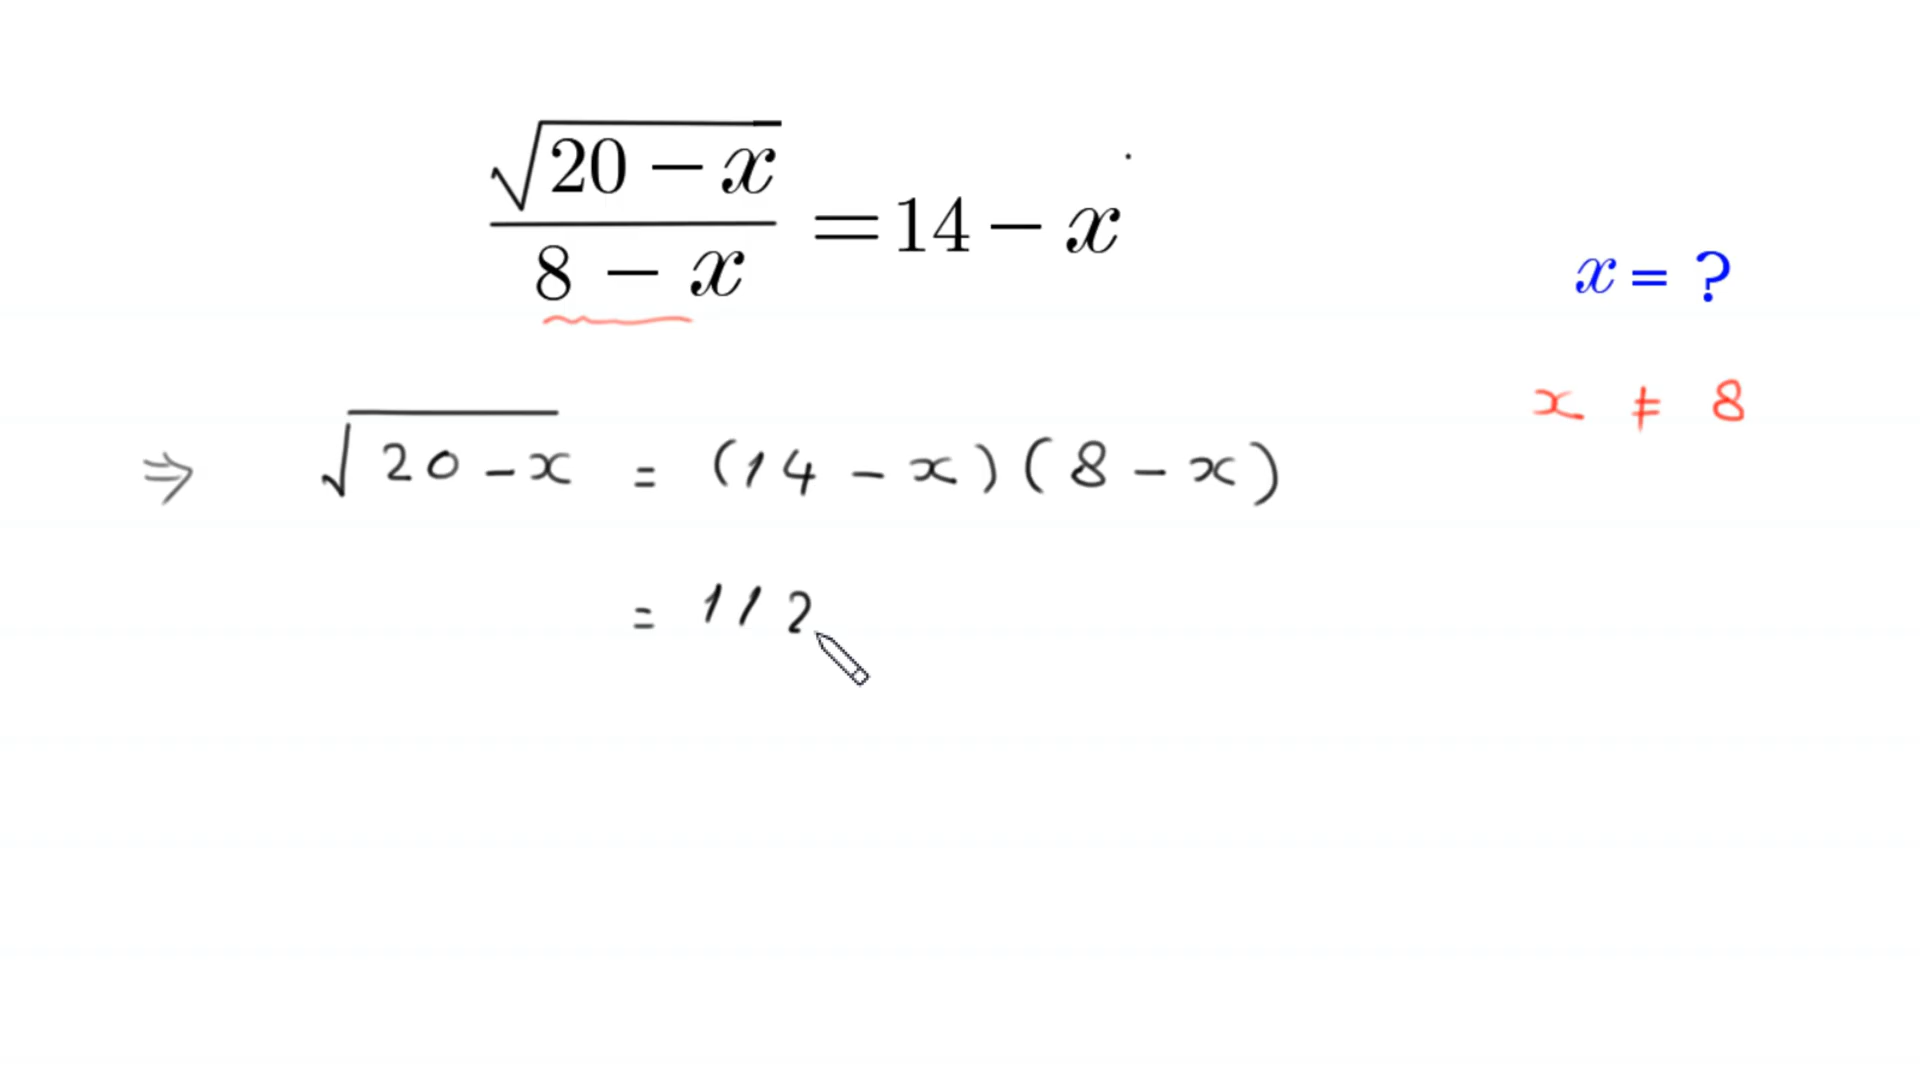 √(20 − x) / (8 − x) = 14 − x
x = ?
x ≠ 8
⇒ √(20 − x) = (14 − x)(8 − x)
= 112